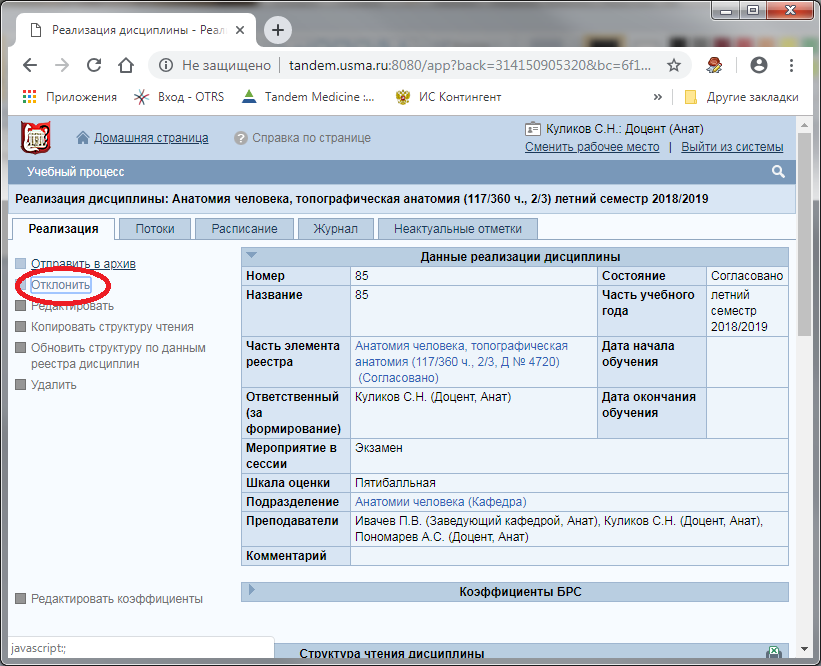 Реализация дисциплины - Реал
Не защищено | tandem.usma.ru:8080/app?back=314150905320&bc=6f1...
Приложения Вход - OTRS Tandem Medicine :... ИС Контингент » Другие закладки
Домашняя страница Справка по странице Куликов С.Н.: Доцент (Анат)
Сменить рабочее место | Выйти из системы
Учебный процесс
Реализация дисциплины: Анатомия человека, топографическая анатомия (117/360 ч., 2/3) летний семестр 2018/2019
Реализация Потоки Расписание Журнал Неактуальные отметки
Отправить в архив
Отклонить
Редактировать
Копировать структуру чтения
Обновить структуру по данным
реестра дисциплин
Удалить
Редактировать коэффициенты
Данные реализации дисциплины
Номер 85 Состояние Согласовано
Название 85 Часть учебного года летний семестр 2018/2019
Часть элемента реестра Анатомия человека, топографическая анатомия (117/360 ч., 2/3, Д № 4720) (Согласовано) Дата начала обучения
Ответственный (за формирование) Куликов С.Н. (Доцент, Анат) Дата окончания обучения
Мероприятие в сессии Экзамен
Шкала оценки Пятибалльная
Подразделение Анатомии человека (Кафедра)
Преподаватели Ивачев П.В. (Заведующий кафедрой, Анат), Куликов С.Н. (Доцент, Анат),
Пономарев А.С. (Доцент, Анат)
Комментарий
Коэффициенты БРС
Структура чтения дисциплины
javascript:;